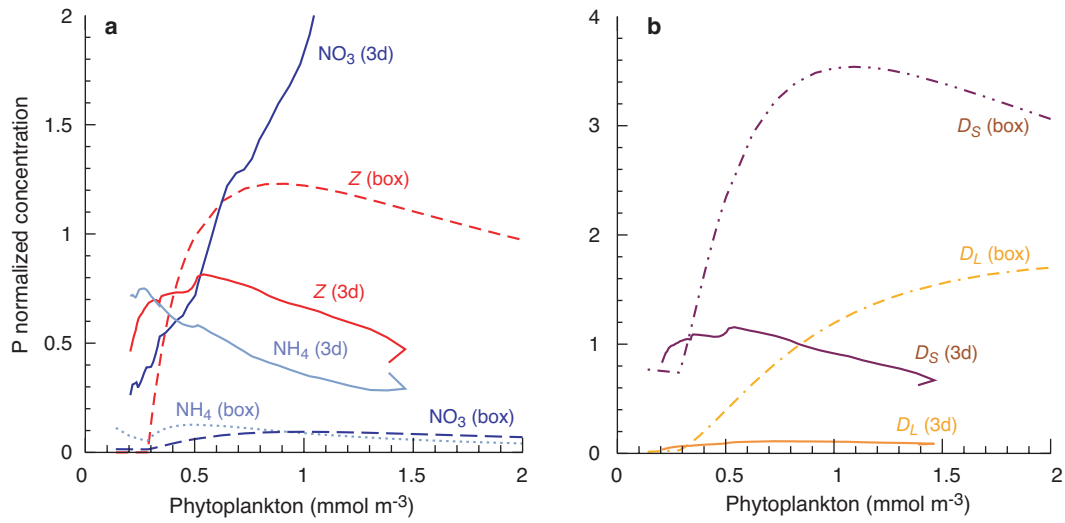 a
2
1.5
1
0.5
0
P normalized concentration
NO3 (3d)
Z (box)
Z (3d)
NH4 (3d)
NH4 (box)
NO3 (box)
0 0.5 1 1.5 2
Phytoplankton (mmol m-3)
b
4
3
2
1
0
DS (box)
DL (box)
DS (3d)
DL (3d)
0 0.5 1 1.5 2
Phytoplankton (mmol m-3)